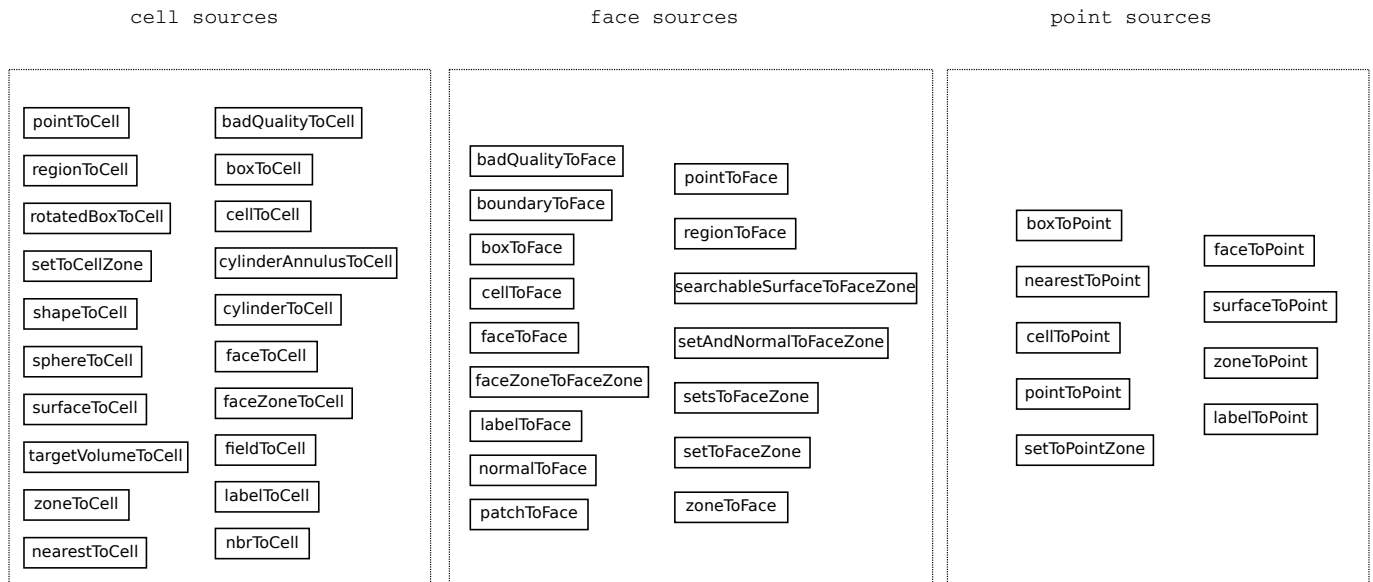 cell sources
face sources
point sources
pointToCell
regionToCell
rotatedBoxToCell
setToCellZone
shapeToCell
sphereToCell
surfaceToCell
targetVolumeToCell
zoneToCell
nearestToCell
badQualityToCell
boxToCell
cellToCell
cylinderAnnulusToCell
cylinderToCell
faceToCell
faceZoneToCell
fieldToCell
labelToCell
nbrToCell
badQualityToFace
boundaryToFace
boxToFace
cellToFace
faceToFace
faceZoneToFaceZone
labelToFace
normalToFace
patchToFace
pointToFace
regionToFace
searchableSurfaceToFaceZone
setAndNormalToFaceZone
setsToFaceZone
setToFaceZone
zoneToFace
boxToPoint
nearestToPoint
cellToPoint
pointToPoint
setToPointZone
faceToPoint
surfaceToPoint
zoneToPoint
labelToPoint